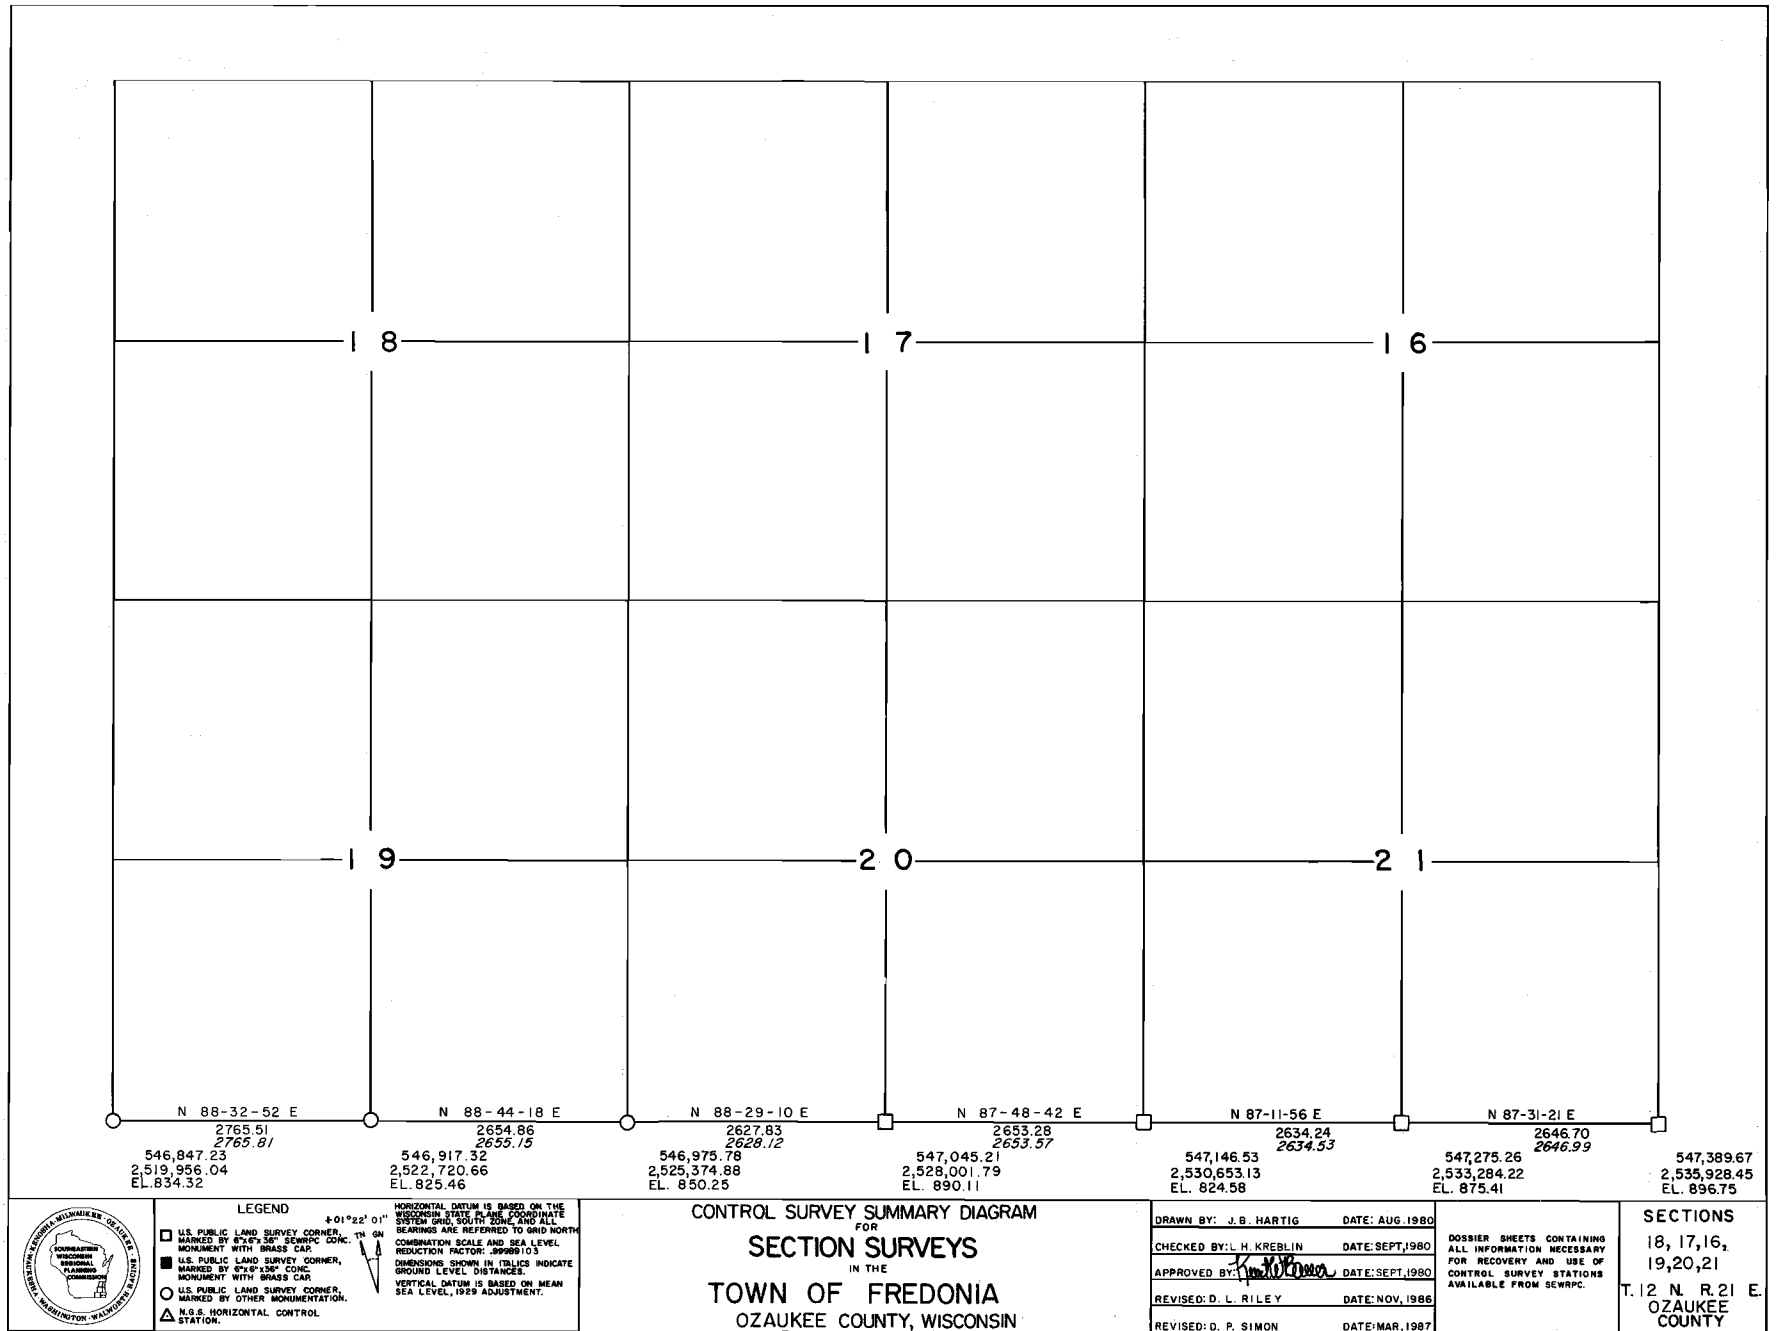 18 17 16
19 20 21
N 88-32-52 E
2765.51
2765.81
N 88-44-18 E
2654.86
2655.15
N 88-29-10 E
2627.83
2628.12
N 87-48-42 E
2653.28
2653.57
N 87-11-56 E
2634.24
2634.53
N 87-31-21 E
2646.70
2646.99
546,847.23
2,519,956.04
EL.834.32
546,917.32
2,522,720.66
EL.825.46
546,975.78
2,525,374.88
EL. 850.25
547,045.21
2,528,001.79
EL. 890.11
547,146.53
2,530,653.13
EL. 824.58
547,275.26
2,533,284.22
EL. 875.41
547,389.67
2,535,928.45
EL. 896.75
KENOSHA·MILWAUKEE·OZAUKEE·RACINE·WALWORTH·WASHINGTON·WAUKESHA
SOUTHEASTERN
WISCONSIN
REGIONAL
PLANNING
COMMISSION
LEGEND
U.S. PUBLIC LAND SURVEY CORNER,
MARKED BY 6"x6"x36" SEWRPC CONC.
MONUMENT WITH BRASS CAP.
U.S. PUBLIC LAND SURVEY CORNER,
MARKED BY 6"x6"x36" CONC.
MONUMENT WITH BRASS CAP.
U.S. PUBLIC LAND SURVEY CORNER,
MARKED BY OTHER MONUMENTATION.
N.G.S. HORIZONTAL CONTROL
STATION.
+01°22'01"
TN GN
HORIZONTAL DATUM IS BASED ON THE
WISCONSIN STATE PLANE COORDINATE
SYSTEM GRID, SOUTH ZONE, AND ALL
BEARINGS ARE REFERRED TO GRID NORTH
COMBINATION SCALE AND SEA LEVEL
REDUCTION FACTOR: .99989103
DIMENSIONS SHOWN IN ITALICS INDICATE
GROUND LEVEL DISTANCES.
VERTICAL DATUM IS BASED ON MEAN
SEA LEVEL, 1929 ADJUSTMENT.
CONTROL SURVEY SUMMARY DIAGRAM
FOR
SECTION SURVEYS
IN THE
TOWN OF FREDONIA
OZAUKEE COUNTY, WISCONSIN
DRAWN BY: J.B. HARTIG DATE: AUG.1980
CHECKED BY: L.H. KREBLIN DATE: SEPT,1980
APPROVED BY: DATE: SEPT,1980
REVISED: D. L. RILEY DATE: NOV, 1986
REVISED: D. P. SIMON DATE: MAR,1987
DOSSIER SHEETS CONTAINING
ALL INFORMATION NECESSARY
FOR RECOVERY AND USE OF
CONTROL SURVEY STATIONS
AVAILABLE FROM SEWRPC.
SECTIONS
18, 17,16,
19,20,21
T. 12 N. R. 21 E.
OZAUKEE
COUNTY